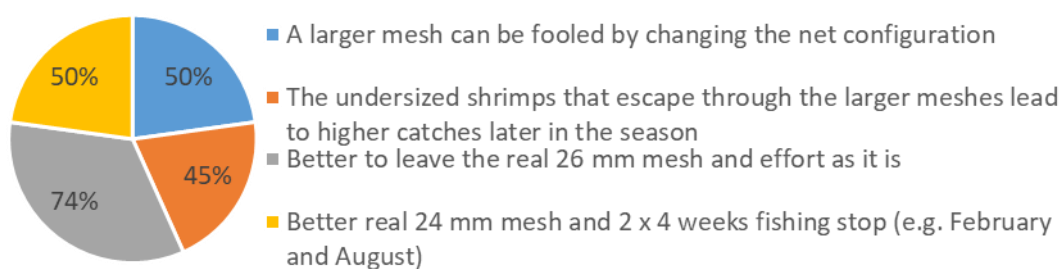 50%
50%
45%
74%
A larger mesh can be fooled by changing the net configuration
The undersized shrimps that escape through the larger meshes lead
to higher catches later in the season
Better to leave the real 26 mm mesh and effort as it is
Better real 24 mm mesh and 2 x 4 weeks fishing stop (e.g. February
and August)